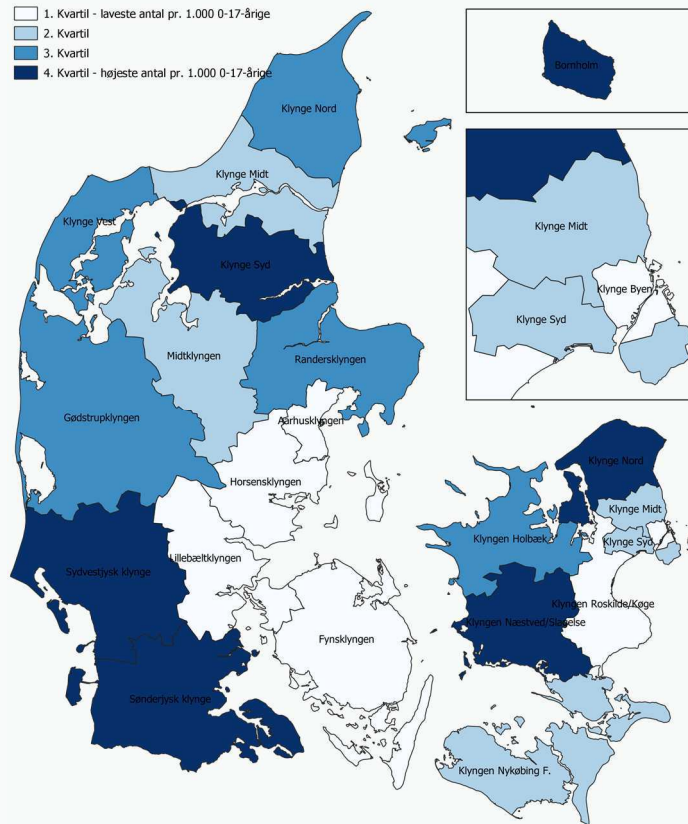 1. Kvartil - laveste antal pr. 1.000 0-17-årige
2. Kvartil
3. Kvartil
4. Kvartil - højeste antal pr. 1.000 0-17-årige
Bornholm
Klynge Nord
Klynge Midt
Klynge Vest
Klynge Syd
Midtklyngen
Randersklyngen
Gødstrupklyngen
Aarhusklyngen
Horsensklyngen
Lillebæltklyngen
Sydvestjysk klynge
Fynsklyngen
Sønderjysk klynge
Klynge Midt
Klynge Byen
Klynge Syd
Klynge Nord
Klynge Midt
Klynge Syd
Klyngen Holbæk
Klyngen Roskilde/Køge
Klyngen Næstved/Slagelse
Klyngen Nykøbing F.